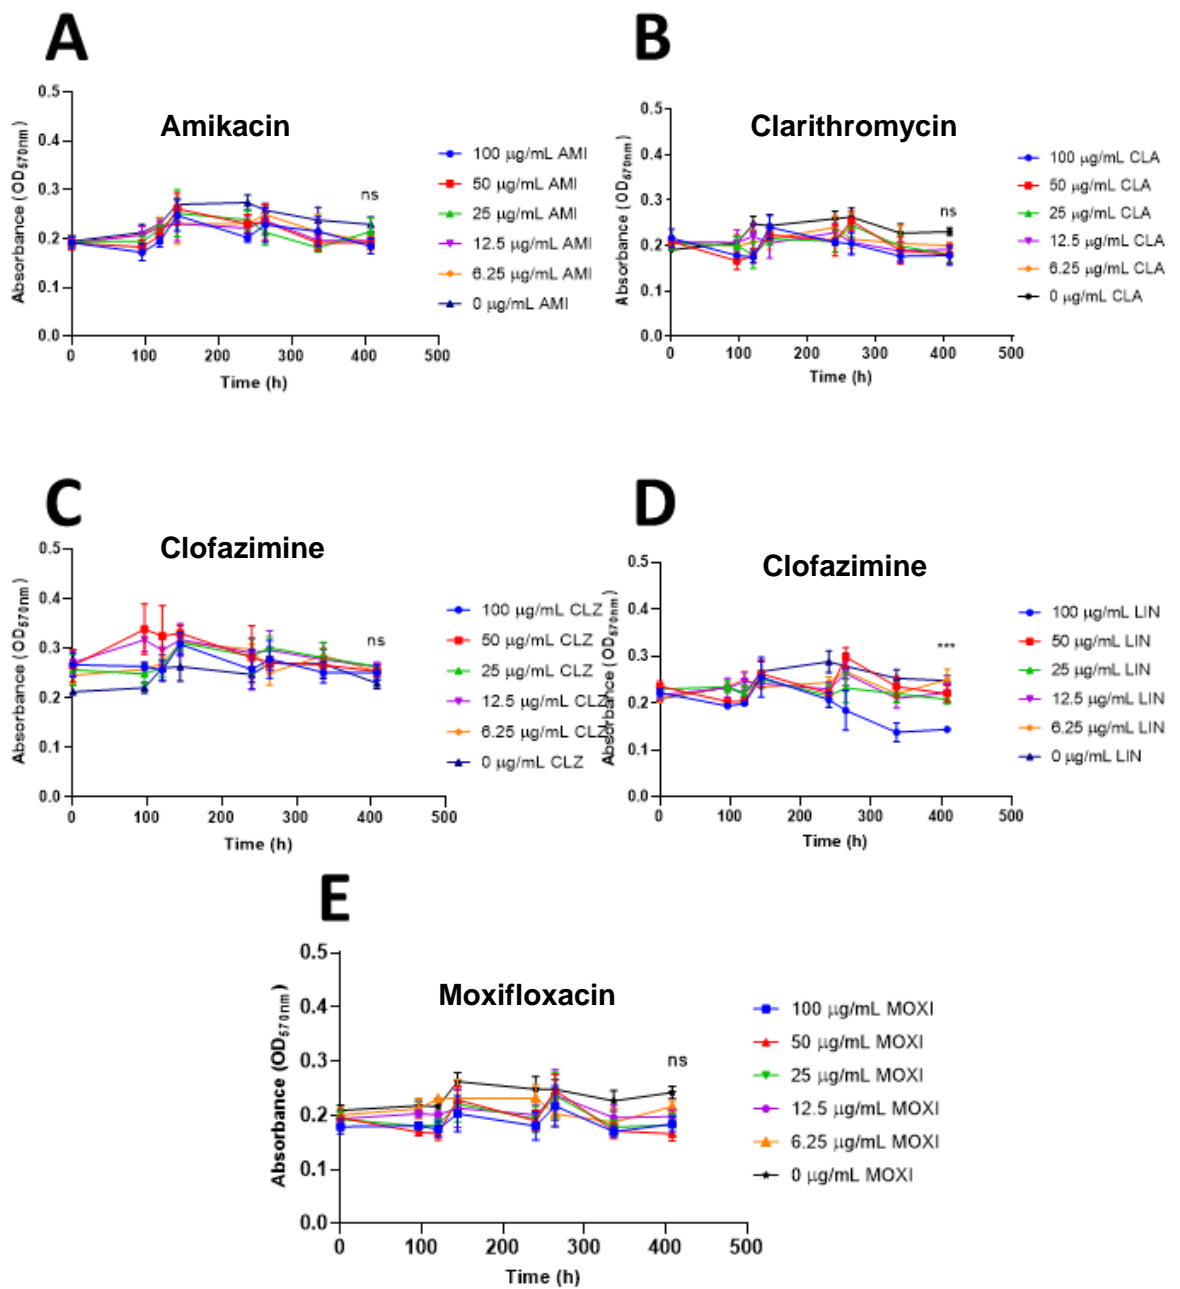 A
Amikacin
Absorbance (OD570nm)
0.5
0.4
0.3
0.2
0.1
0.0
0 100 200 300 400 500
Time (h)
ns
100 μg/mL AMI
50 μg/mL AMI
25 μg/mL AMI
12.5 μg/mL AMI
6.25 μg/mL AMI
0 μg/mL AMI
B
Clarithromycin
Absorbance (OD570nm)
0.5
0.4
0.3
0.2
0.1
0.0
0 100 200 300 400 500
Time (h)
ns
100 μg/mL CLA
50 μg/mL CLA
25 μg/mL CLA
12.5 μg/mL CLA
6.25 μg/mL CLA
0 μg/mL CLA
C
Clofazimine
Absorbance (OD570nm)
0.5
0.4
0.3
0.2
0.1
0.0
0 100 200 300 400 500
Time (h)
ns
100 μg/mL CLZ
50 μg/mL CLZ
25 μg/mL CLZ
12.5 μg/mL CLZ
6.25 μg/mL CLZ
0 μg/mL CLZ
D
Clofazimine
Absorbance (OD570nm)
0.5
0.4
0.3
0.2
0.1
0.0
0 100 200 300 400 500
Time (h)
***
100 μg/mL LIN
50 μg/mL LIN
25 μg/mL LIN
12.5 μg/mL LIN
6.25 μg/mL LIN
0 μg/mL LIN
E
Moxifloxacin
Absorbance (OD570nm)
0.5
0.4
0.3
0.2
0.1
0.0
0 100 200 300 400 500
Time (h)
ns
100 μg/mL MOXI
50 μg/mL MOXI
25 μg/mL MOXI
12.5 μg/mL MOXI
6.25 μg/mL MOXI
0 μg/mL MOXI